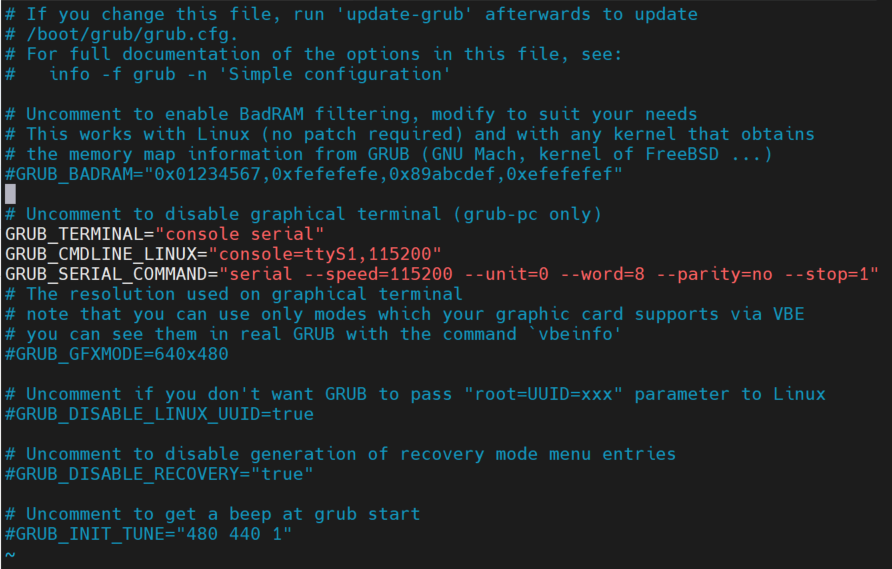 # If you change this file, run 'update-grub' afterwards to update
# /boot/grub/grub.cfg.
# For full documentation of the options in this file, see:
#   info -f grub -n 'Simple configuration'

# Uncomment to enable BadRAM filtering, modify to suit your needs
# This works with Linux (no patch required) and with any kernel that obtains
# the memory map information from GRUB (GNU Mach, kernel of FreeBSD ...)
#GRUB_BADRAM="0x01234567,0xfefefefe,0x89abcdef,0xefefefef"

# Uncomment to disable graphical terminal (grub-pc only)
GRUB_TERMINAL="console serial"
GRUB_CMDLINE_LINUX="console=ttyS1,115200"
GRUB_SERIAL_COMMAND="serial --speed=115200 --unit=0 --word=8 --parity=no --stop=1"
# The resolution used on graphical terminal
# note that you can use only modes which your graphic card supports via VBE
# you can see them in real GRUB with the command `vbeinfo'
#GRUB_GFXMODE=640x480

# Uncomment if you don't want GRUB to pass "root=UUID=xxx" parameter to Linux
#GRUB_DISABLE_LINUX_UUID=true

# Uncomment to disable generation of recovery mode menu entries
#GRUB_DISABLE_RECOVERY="true"

# Uncomment to get a beep at grub start
#GRUB_INIT_TUNE="480 440 1"
~